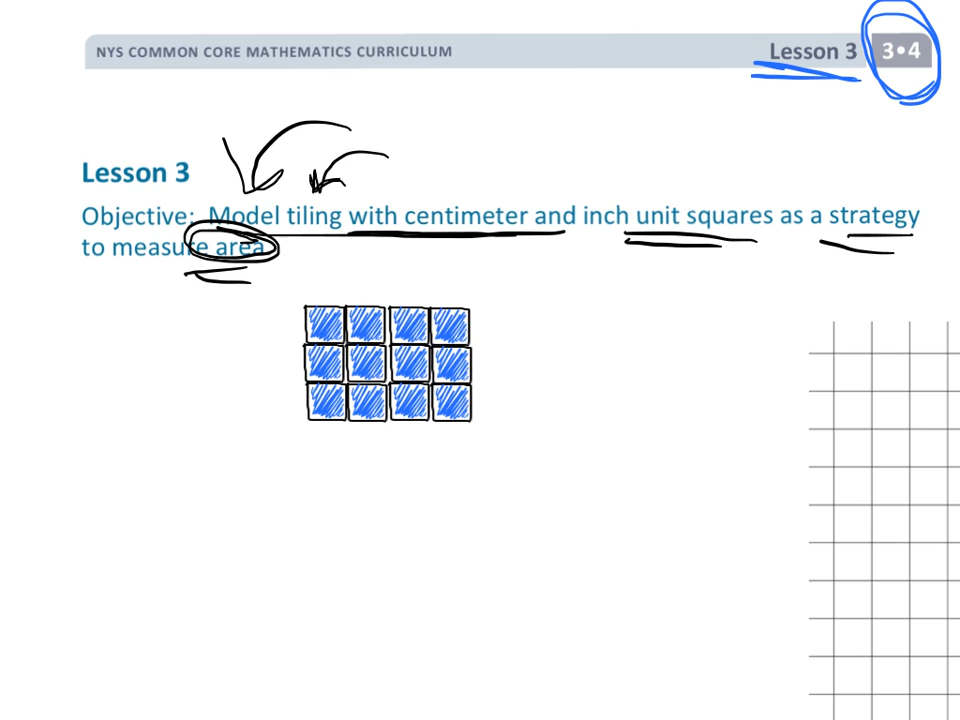 NYS COMMON CORE MATHEMATICS CURRICULUM Lesson 3 3•4
Lesson 3
Objective: Model tiling with centimeter and inch unit squares as a strategy
to measure area.